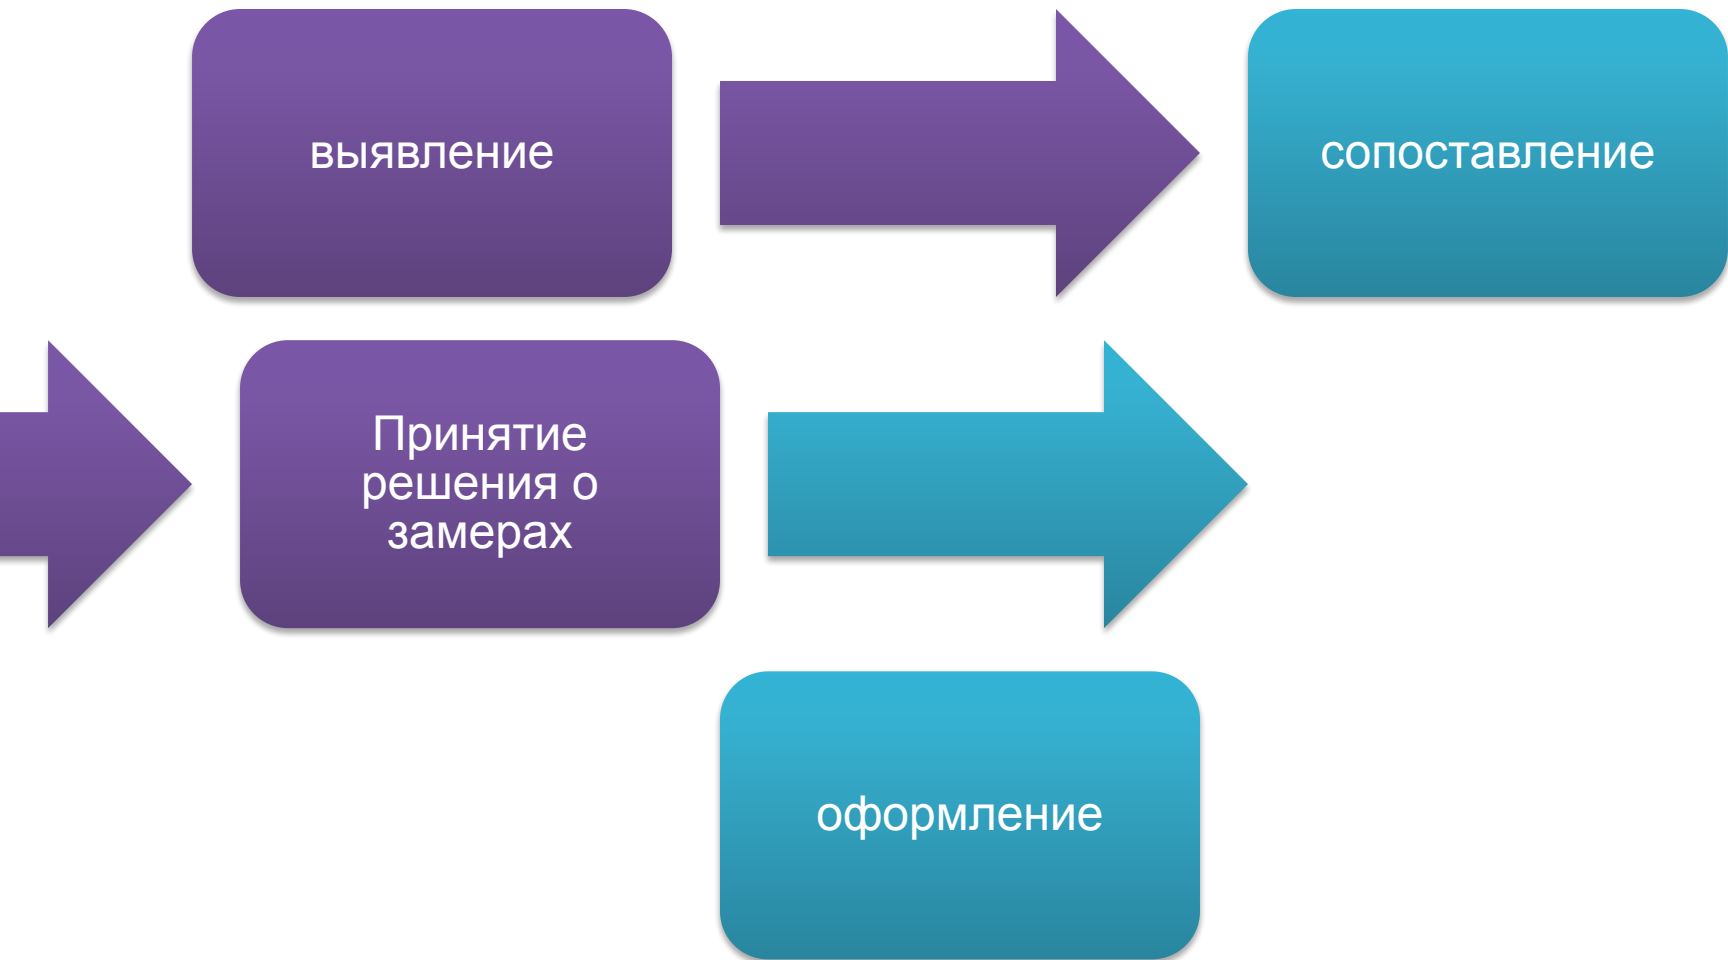 выявление
сопоставление
Принятие
решения о
замерах
оформление